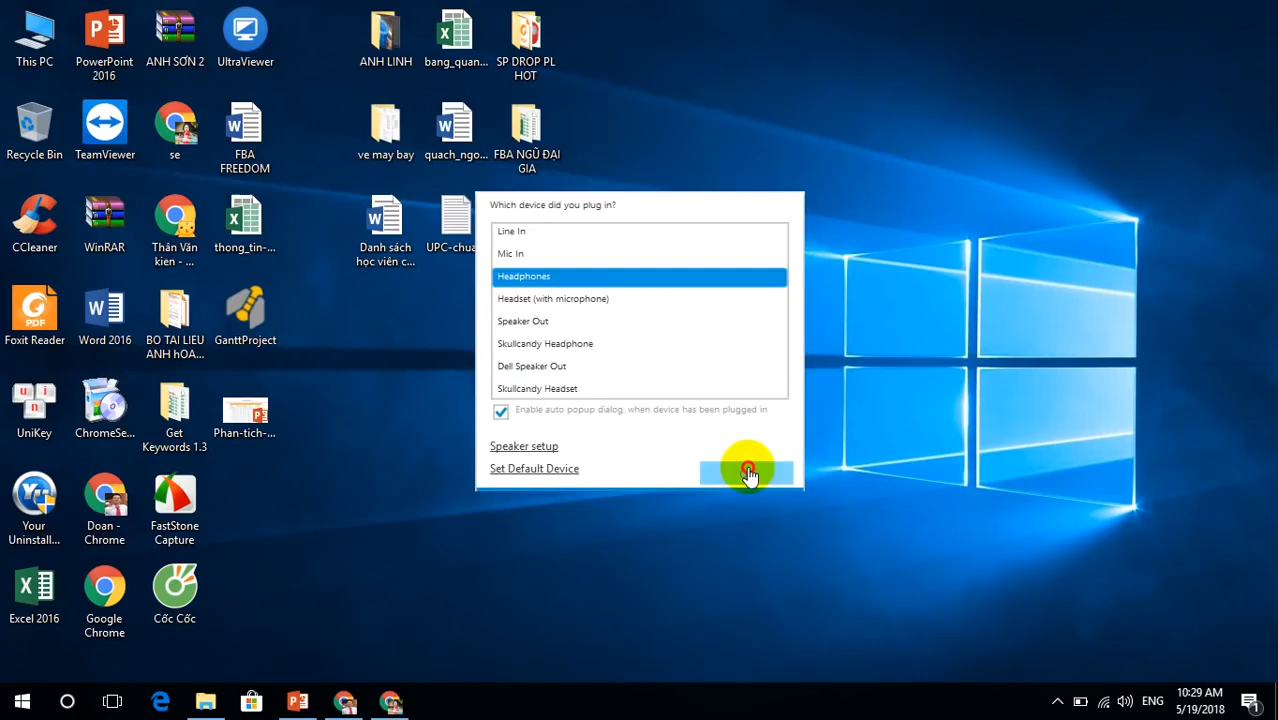 This PC
PowerPoint
2016
ANH SƠN 2
UltraViewer
ANH LINH
bang_quan...
SP DROP PL
HOT
Recycle Bin
TeamViewer
se
FBA
FREEDOM
ve may bay
quach_ngo...
FBA NGŨ ĐẠI
GIA
CCleaner
WinRAR
Thân Văn
kien - ...
thong_tin-...
Danh sách
học viên c...
UPC-chua
Which device did you plug in?
Line In
Mic In
Headphones
Headset (with microphone)
Speaker Out
Skullcandy Headphone
Dell Speaker Out
Skullcandy Headset
Enable auto popup dialog, when device has been plugged in
Speaker setup
Set Default Device
PDF
Foxit Reader
Word 2016
BO TAI LIEU
ANH hOA...
GanttProject
UniKey
ChromeSe...
Get
Keywords 1.3
Phan-tich-...
Your
Uninstall...
Doan -
Chrome
FastStone
Capture
Excel 2016
Google
Chrome
Cốc Cốc
ENG
10:29 AM
5/19/2018
1